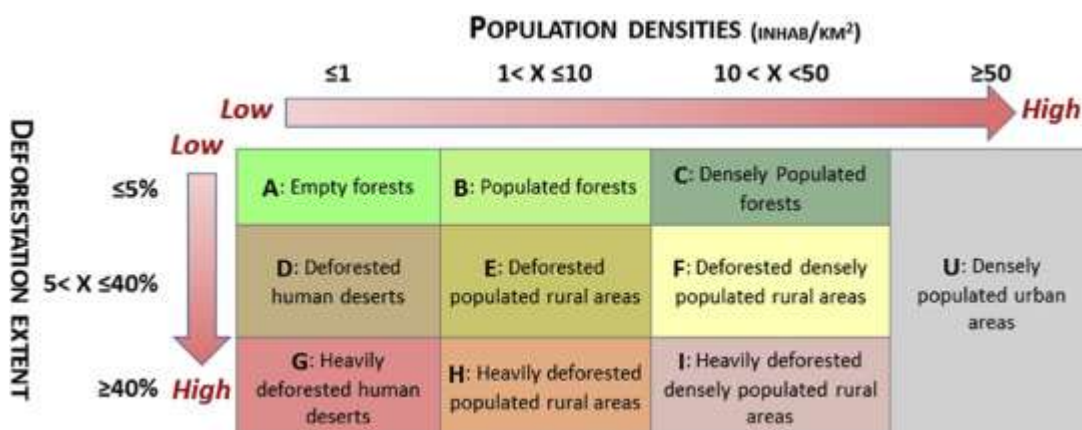 POPULATION DENSITIES (INHAB/KM²)
≤1 1< X ≤10 10 < X <50 ≥50
Low High
DEFORESTATION EXTENT
Low
≤5%
5< X ≤40%
≥40% High
A: Empty forests
B: Populated forests
C: Densely Populated
forests
D: Deforested
human deserts
E: Deforested
populated rural areas
F: Deforested densely
populated rural areas
U: Densely
populated urban
areas
G: Heavily
deforested human
deserts
H: Heavily deforested
populated rural areas
I: Heavily deforested
densely populated rural
areas